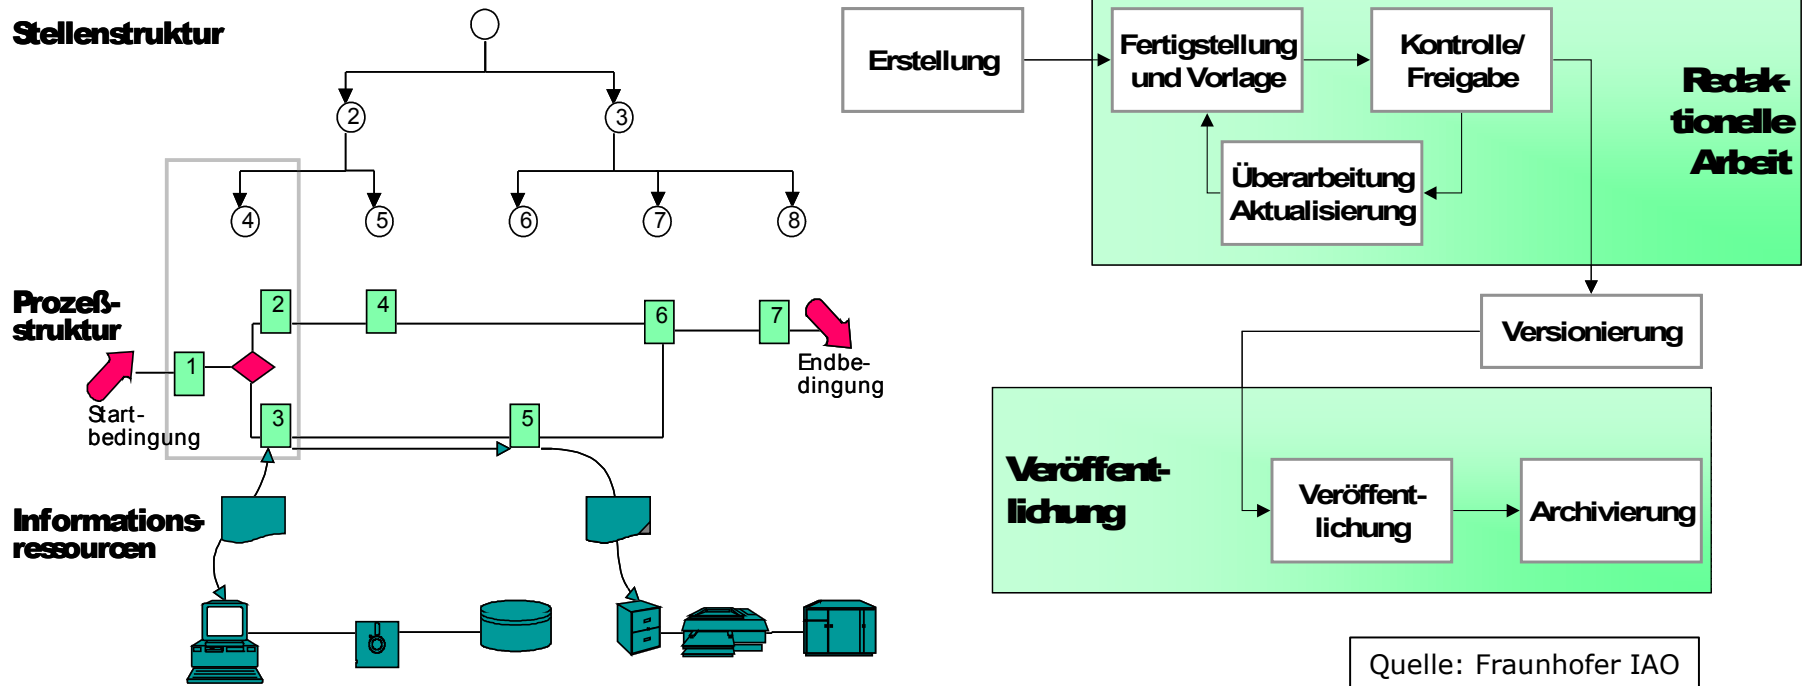 Stellenstruktur
2
3
4
5
6
7
8
Prozeß-
struktur
1
2
3
4
5
6
7
Start-
bedingung
Endbe-
dingung
Informations-
ressourcen
Erstellung
Fertigstellung
und Vorlage
Kontrolle/
Freigabe
Überarbeitung
Aktualisierung
Redak-
tionelle
Arbeit
Versionierung
Veröffent-
lichung
Veröffent-
lichung
Archivierung
Quelle: Fraunhofer IAO